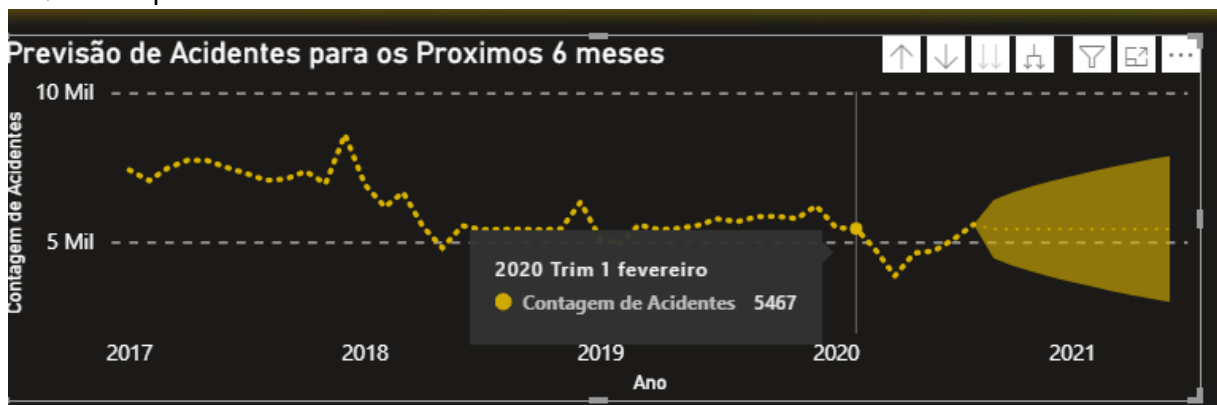 Previsão de Acidentes para os Proximos 6 meses
10 Mil
Contagem de Acidentes
5 Mil
2020 Trim 1 fevereiro
Contagem de Acidentes 5467
2017 2018 2019 2020 2021
Ano